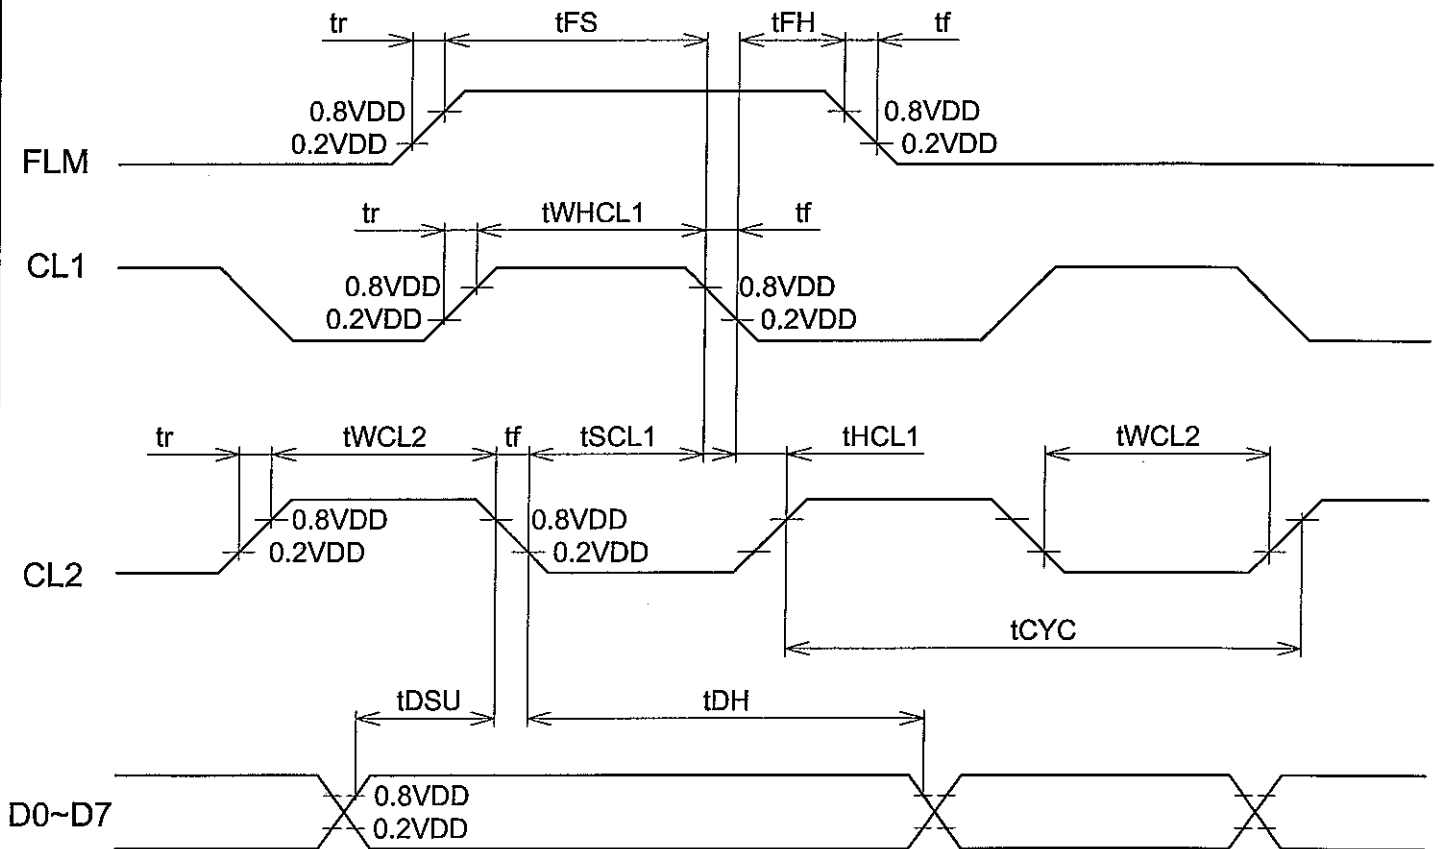 tr tFS tFH tf
0.8VDD 0.8VDD
0.2VDD 0.2VDD
FLM
tr tWHCL1 tf
CL1
0.8VDD 0.8VDD
0.2VDD 0.2VDD
tr tWCL2 tf tSCL1 tHCL1 tWCL2
0.8VDD 0.8VDD
0.2VDD 0.2VDD
CL2
tCYC
tDSU tDH
0.8VDD
D0~D7
0.2VDD